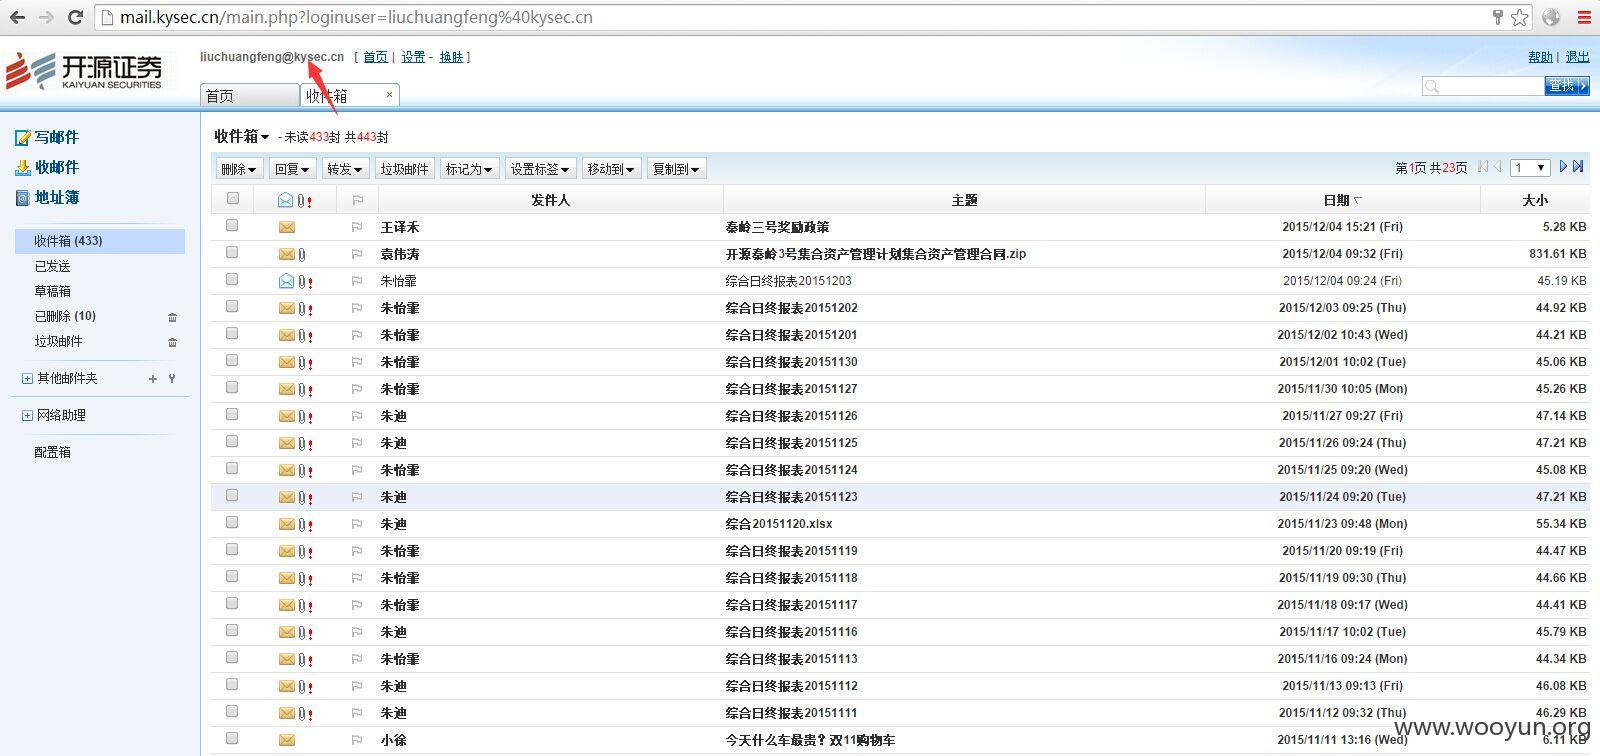 mail.kysec.cn/main.php?loginuser=liuchuangfeng%40kysec.cn
开源证券
KAIYUAN SECURITIES
liuchuangfeng@kysec.cn [ 首页 | 设置 - 换肤 ]
帮助 | 退出
首页 收件箱 ×
查找
写邮件
收邮件
地址簿
收件箱 (433)
已发送
草稿箱
已删除 (10)
垃圾邮件
其他邮件夹
网络助理
配置箱
收件箱 - 未读433封 共443封
删除 回复 转发 垃圾邮件 标记为 设置标签 移动到 复制到 第1页 共23页 1
发件人 主题 日期 大小
王译禾 秦岭三号奖励政策 2015/12/04 15:21 (Fri) 5.28 KB
袁伟涛 开源秦岭3号集合资产管理计划集合资产管理合同.zip 2015/12/04 09:32 (Fri) 831.61 KB
朱怡霏 综合日终报表20151203 2015/12/04 09:24 (Fri) 45.19 KB
朱怡霏 综合日终报表20151202 2015/12/03 09:25 (Thu) 44.92 KB
朱怡霏 综合日终报表20151201 2015/12/02 10:43 (Wed) 44.21 KB
朱怡霏 综合日终报表20151130 2015/12/01 10:02 (Tue) 45.06 KB
朱怡霏 综合日终报表20151127 2015/11/30 10:05 (Mon) 45.26 KB
朱迪 综合日终报表20151126 2015/11/27 09:27 (Fri) 47.14 KB
朱迪 综合日终报表20151125 2015/11/26 09:24 (Thu) 47.21 KB
朱怡霏 综合日终报表20151124 2015/11/25 09:20 (Wed) 45.08 KB
朱迪 综合日终报表20151123 2015/11/24 09:20 (Tue) 47.21 KB
朱迪 综合20151120.xlsx 2015/11/23 09:48 (Mon) 55.34 KB
朱怡霏 综合日终报表20151119 2015/11/20 09:19 (Fri) 44.47 KB
朱怡霏 综合日终报表20151118 2015/11/19 09:30 (Thu) 44.66 KB
朱怡霏 综合日终报表20151117 2015/11/18 09:17 (Wed) 44.41 KB
朱迪 综合日终报表20151116 2015/11/17 10:02 (Tue) 45.79 KB
朱怡霏 综合日终报表20151113 2015/11/16 09:24 (Mon) 44.34 KB
朱迪 综合日终报表20151112 2015/11/13 09:13 (Fri) 46.08 KB
朱迪 综合日终报表20151111 2015/11/12 09:32 (Thu) 46.29 KB
小徐 今天什么车最贵？双11购物车 2015/11/11 13:16 (Wed) 6.11 KB
www.wooyun.org